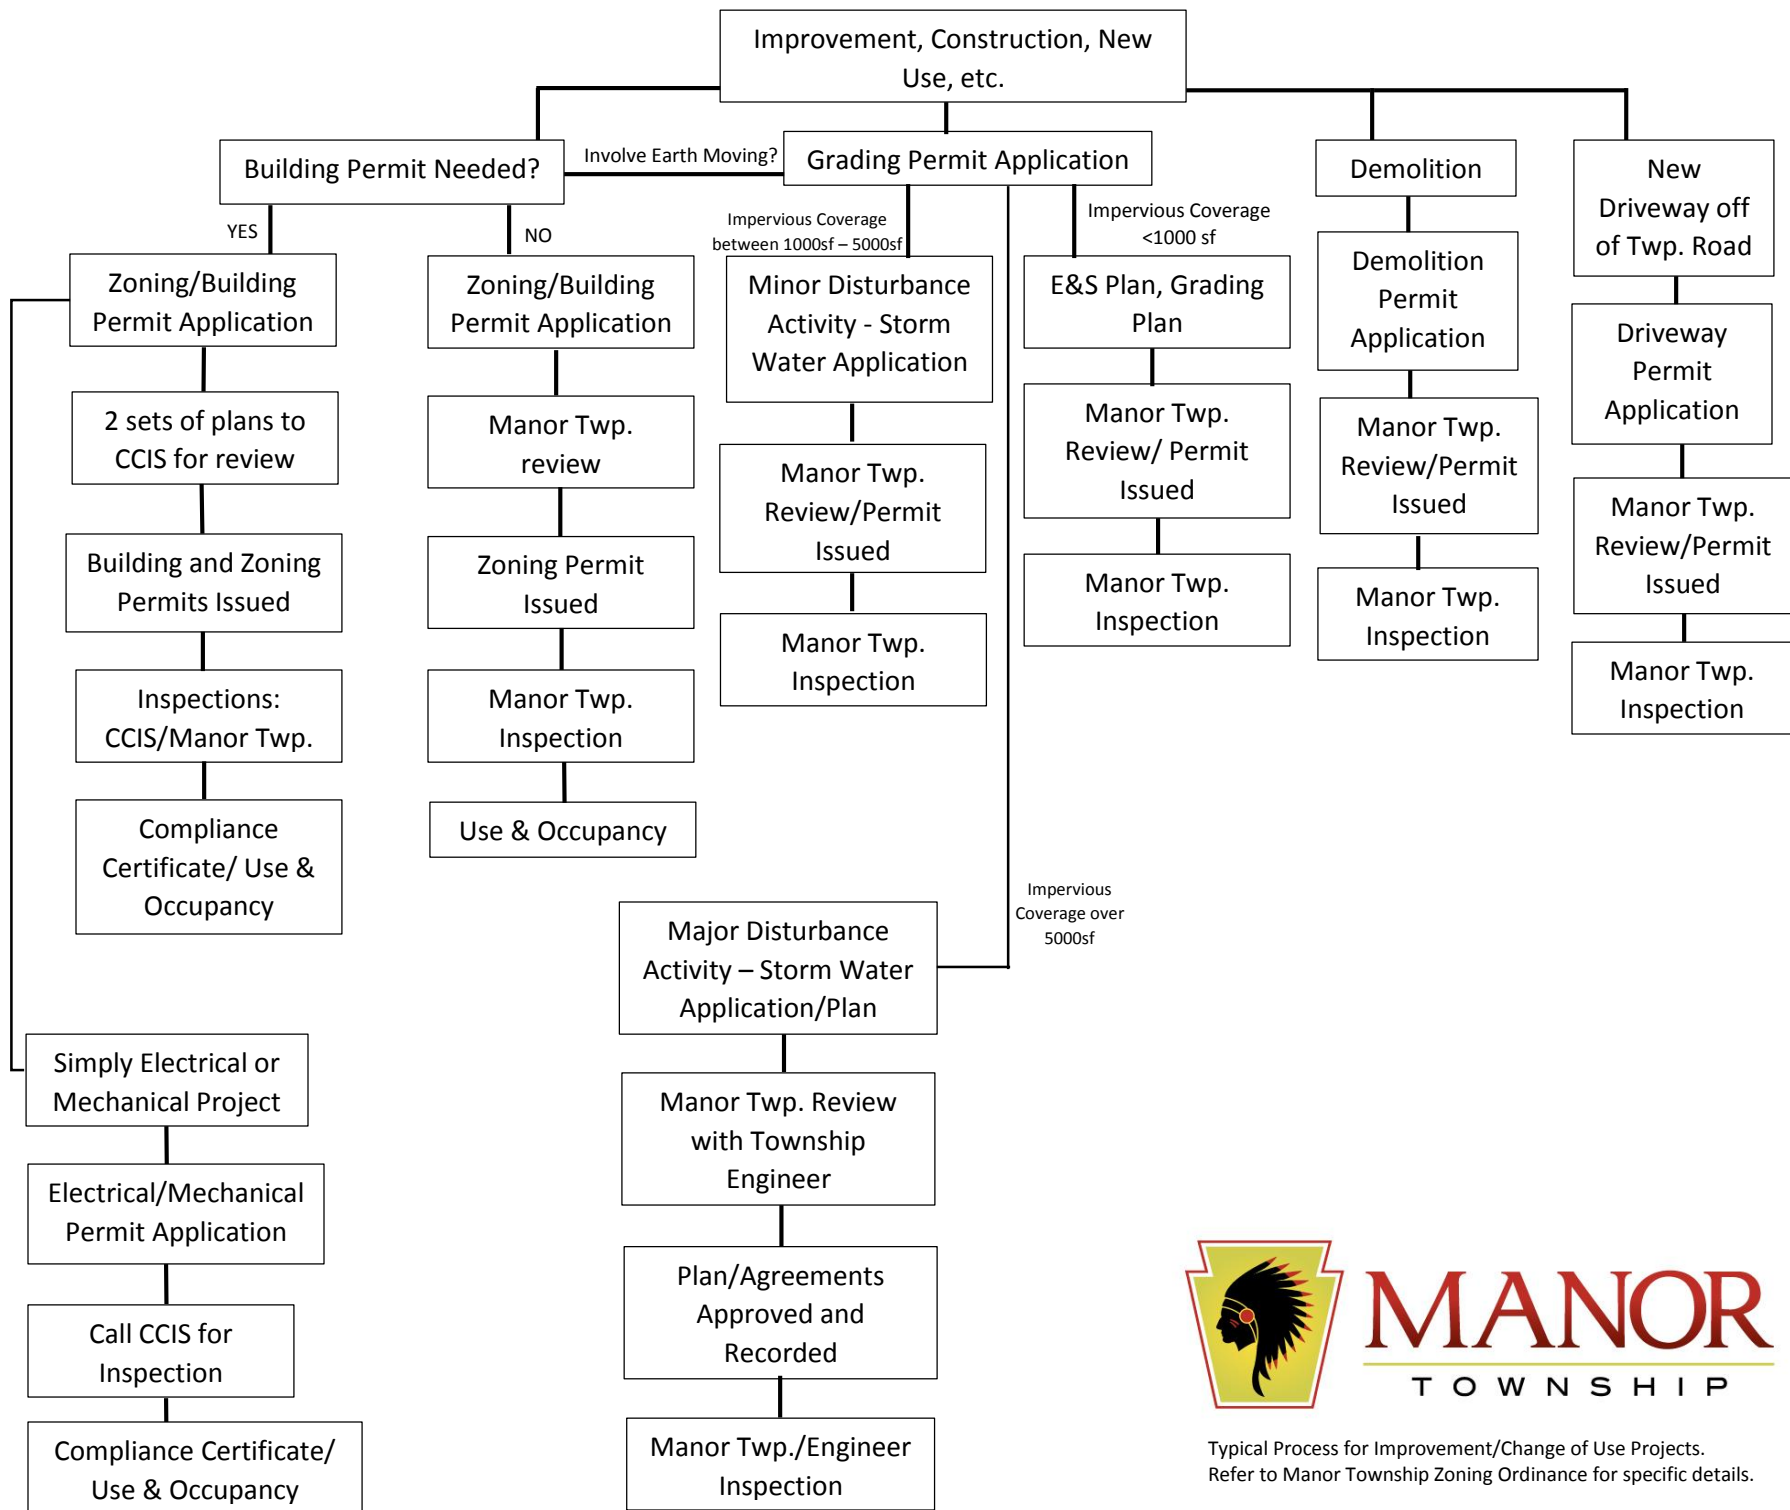 Improvement, Construction, New
Use, etc.
Building Permit Needed?
Involve Earth Moving?
Grading Permit Application
Demolition
New
Driveway off
of Twp. Road
YES
NO
Impervious Coverage
between 1000sf – 5000sf
Impervious Coverage
<1000 sf
Zoning/Building
Permit Application
2 sets of plans to
CCIS for review
Building and Zoning
Permits Issued
Inspections:
CCIS/Manor Twp.
Compliance
Certificate/ Use &
Occupancy
Zoning/Building
Permit Application
Manor Twp.
review
Zoning Permit
Issued
Manor Twp.
Inspection
Use & Occupancy
Minor Disturbance
Activity - Storm
Water Application
Manor Twp.
Review/Permit
Issued
Manor Twp.
Inspection
E&S Plan, Grading
Plan
Manor Twp.
Review/ Permit
Issued
Manor Twp.
Inspection
Demolition
Permit
Application
Manor Twp.
Review/Permit
Issued
Manor Twp.
Inspection
Driveway
Permit
Application
Manor Twp.
Review/Permit
Issued
Manor Twp.
Inspection
Impervious
Coverage over
5000sf
Major Disturbance
Activity – Storm Water
Application/Plan
Manor Twp. Review
with Township
Engineer
Plan/Agreements
Approved and
Recorded
Manor Twp./Engineer
Inspection
Simply Electrical or
Mechanical Project
Electrical/Mechanical
Permit Application
Call CCIS for
Inspection
Compliance Certificate/
Use & Occupancy
MANOR
TOWNSHIP
Typical Process for Improvement/Change of Use Projects.
Refer to Manor Township Zoning Ordinance for specific details.